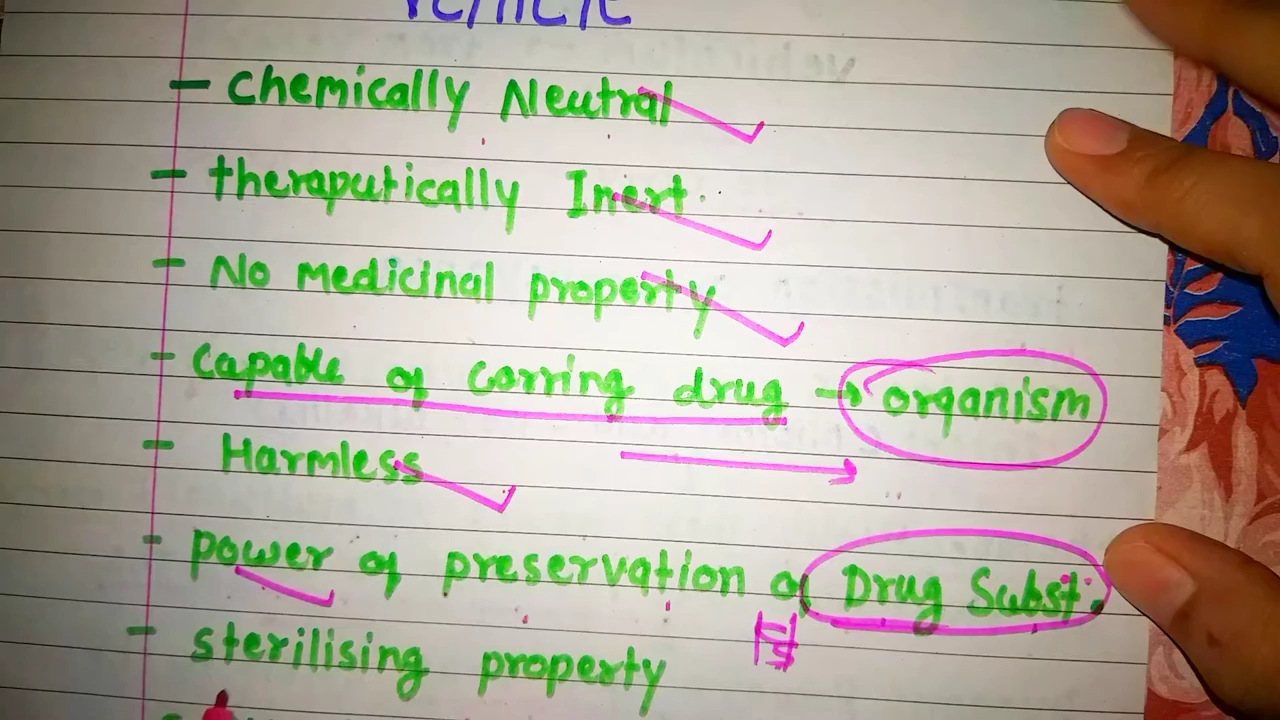 vehicle
- chemically Neutral
- theraputically Inert.
- No medicinal property
- Capable of carring drug → organism
- Harmless
- power of preservation of Drug Subst.
- sterilising property